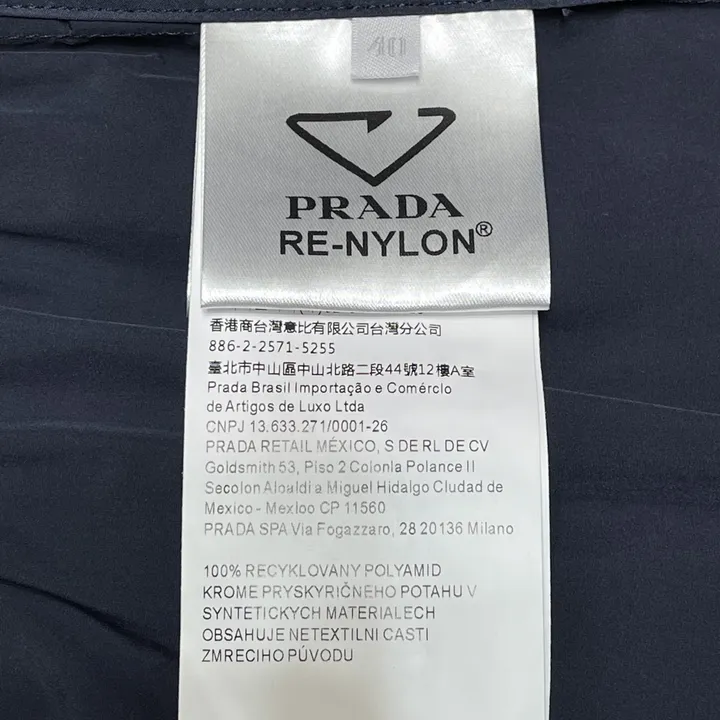 40
PRADA
RE-NYLON®
香港商台灣意比有限公司台灣分公司
886-2-2571-5255
臺北市中山區中山北路二段44號12樓A室
Prada Brasil Importação e Comérclo
de Artigos de Luxo Ltda
CNPJ 13.633.271/0001-26
PRADA RETAIL MÉXICO, S DE RL DE CV
Goldsmith 53, Piso 2 Colonla Polance II
Secolon Aloaldi a Miguel Hidalgo Cludad de
Mexico - Mexloo CP 11560
PRADA SPA Via Fogazzaro, 28 20136 Milano
100% RECYKLOVANY POLYAMID
KROME PRYSKYRIČNEHO POTAHU V
SYNTETICKYCH MATERIALECH
OBSAHUJE NETEXTILNI CASTI
ZMRECIHO PŮVODU